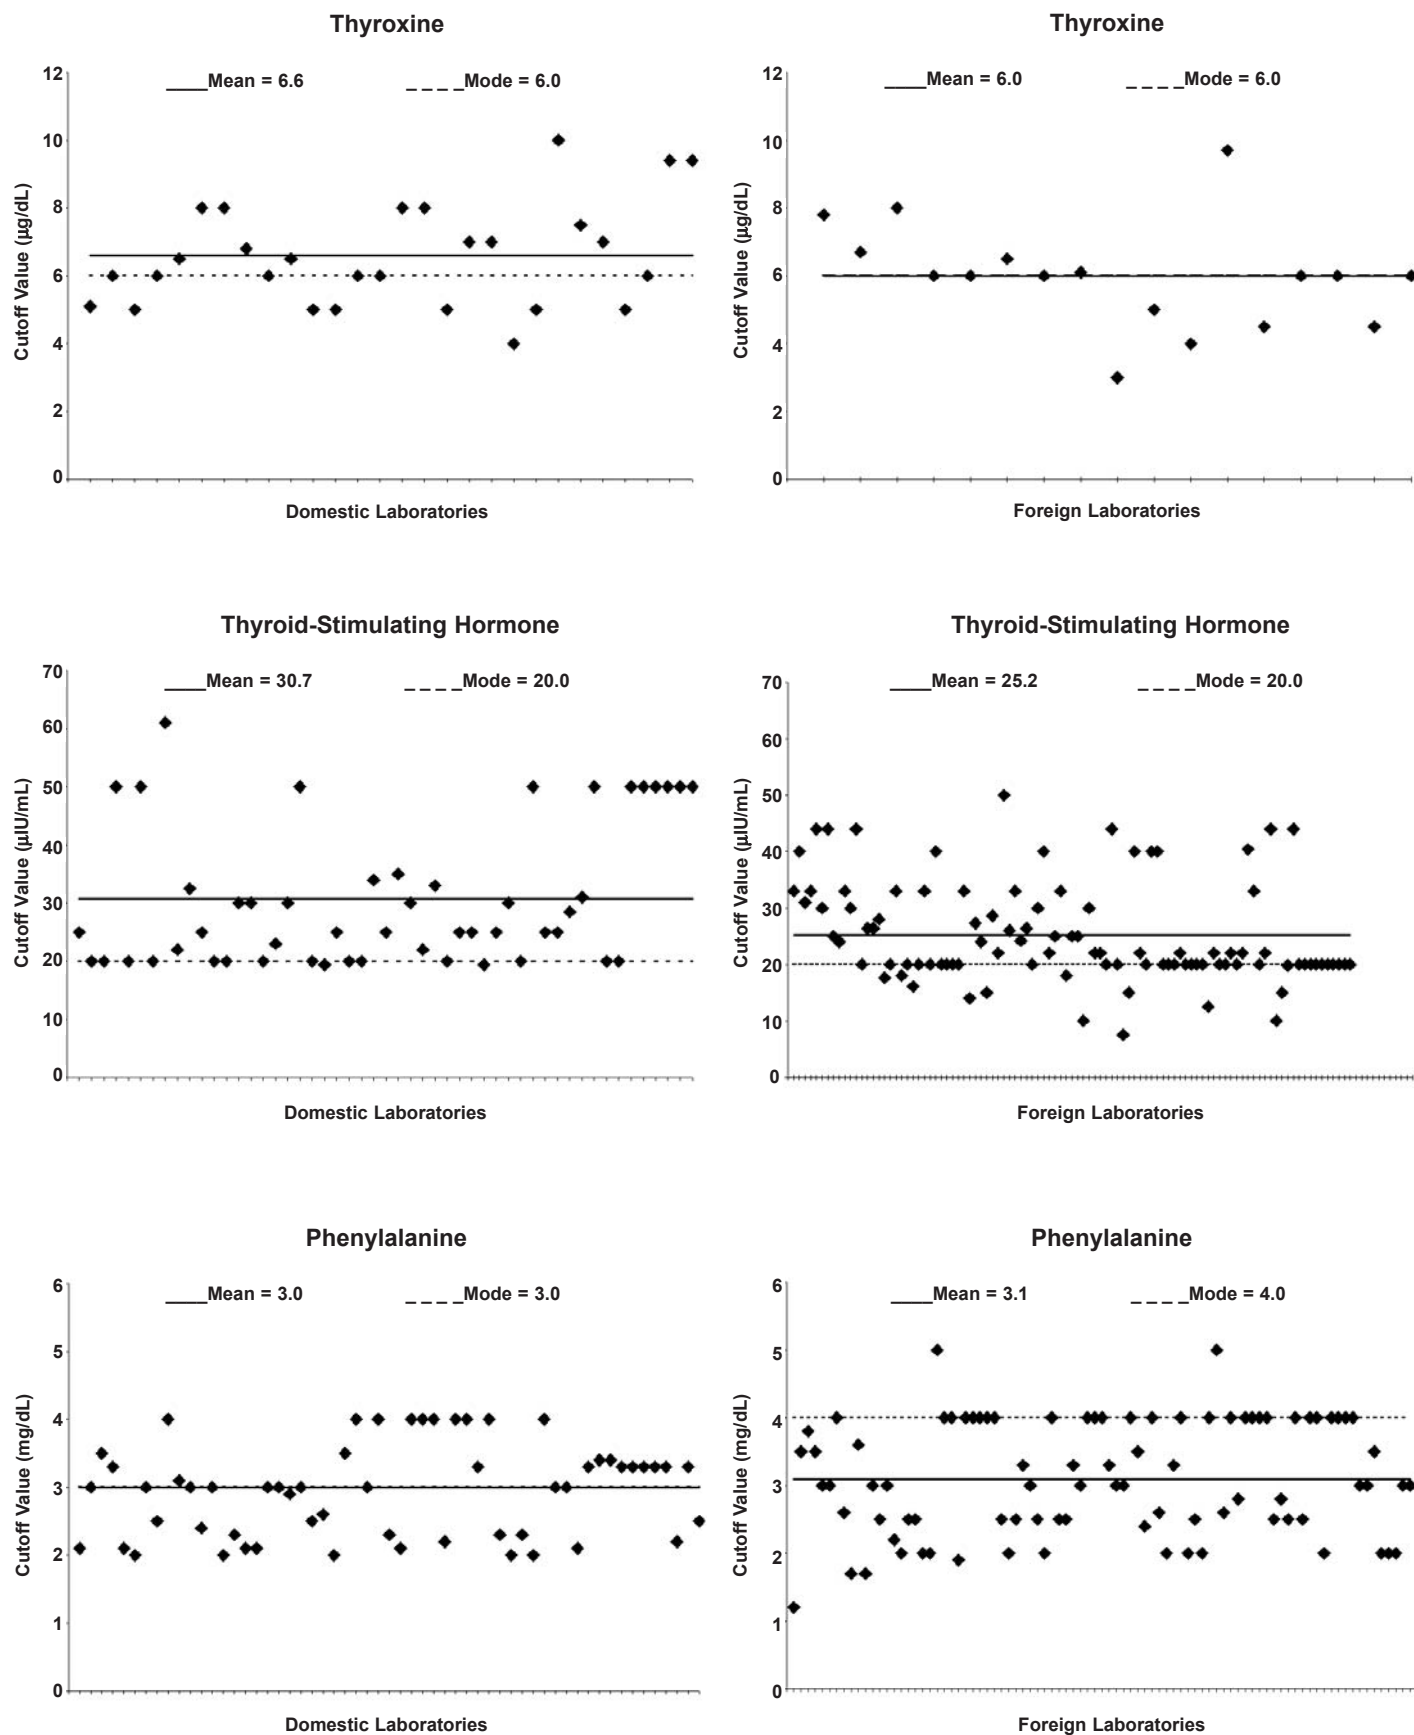 Thyroxine
____Mean = 6.6
_ _ _ _Mode = 6.0
12
10
8
6
4
2
0
Cutoff Value (µg/dL)
Domestic Laboratories
Thyroxine
____Mean = 6.0
_ _ _ _Mode = 6.0
12
10
8
6
4
2
0
Cutoff Value (µg/dL)
Foreign Laboratories
Thyroid-Stimulating Hormone
____Mean = 30.7
_ _ _ _Mode = 20.0
70
60
50
40
30
20
10
0
Cutoff Value (µIU/mL)
Domestic Laboratories
Thyroid-Stimulating Hormone
____Mean = 25.2
_ _ _ _Mode = 20.0
70
60
50
40
30
20
10
0
Cutoff Value (µIU/mL)
Foreign Laboratories
Phenylalanine
____Mean = 3.0
_ _ _ _Mode = 3.0
6
5
4
3
2
1
0
Cutoff Value (mg/dL)
Domestic Laboratories
Phenylalanine
____Mean = 3.1
_ _ _ _Mode = 4.0
6
5
4
3
2
1
0
Cutoff Value (mg/dL)
Foreign Laboratories